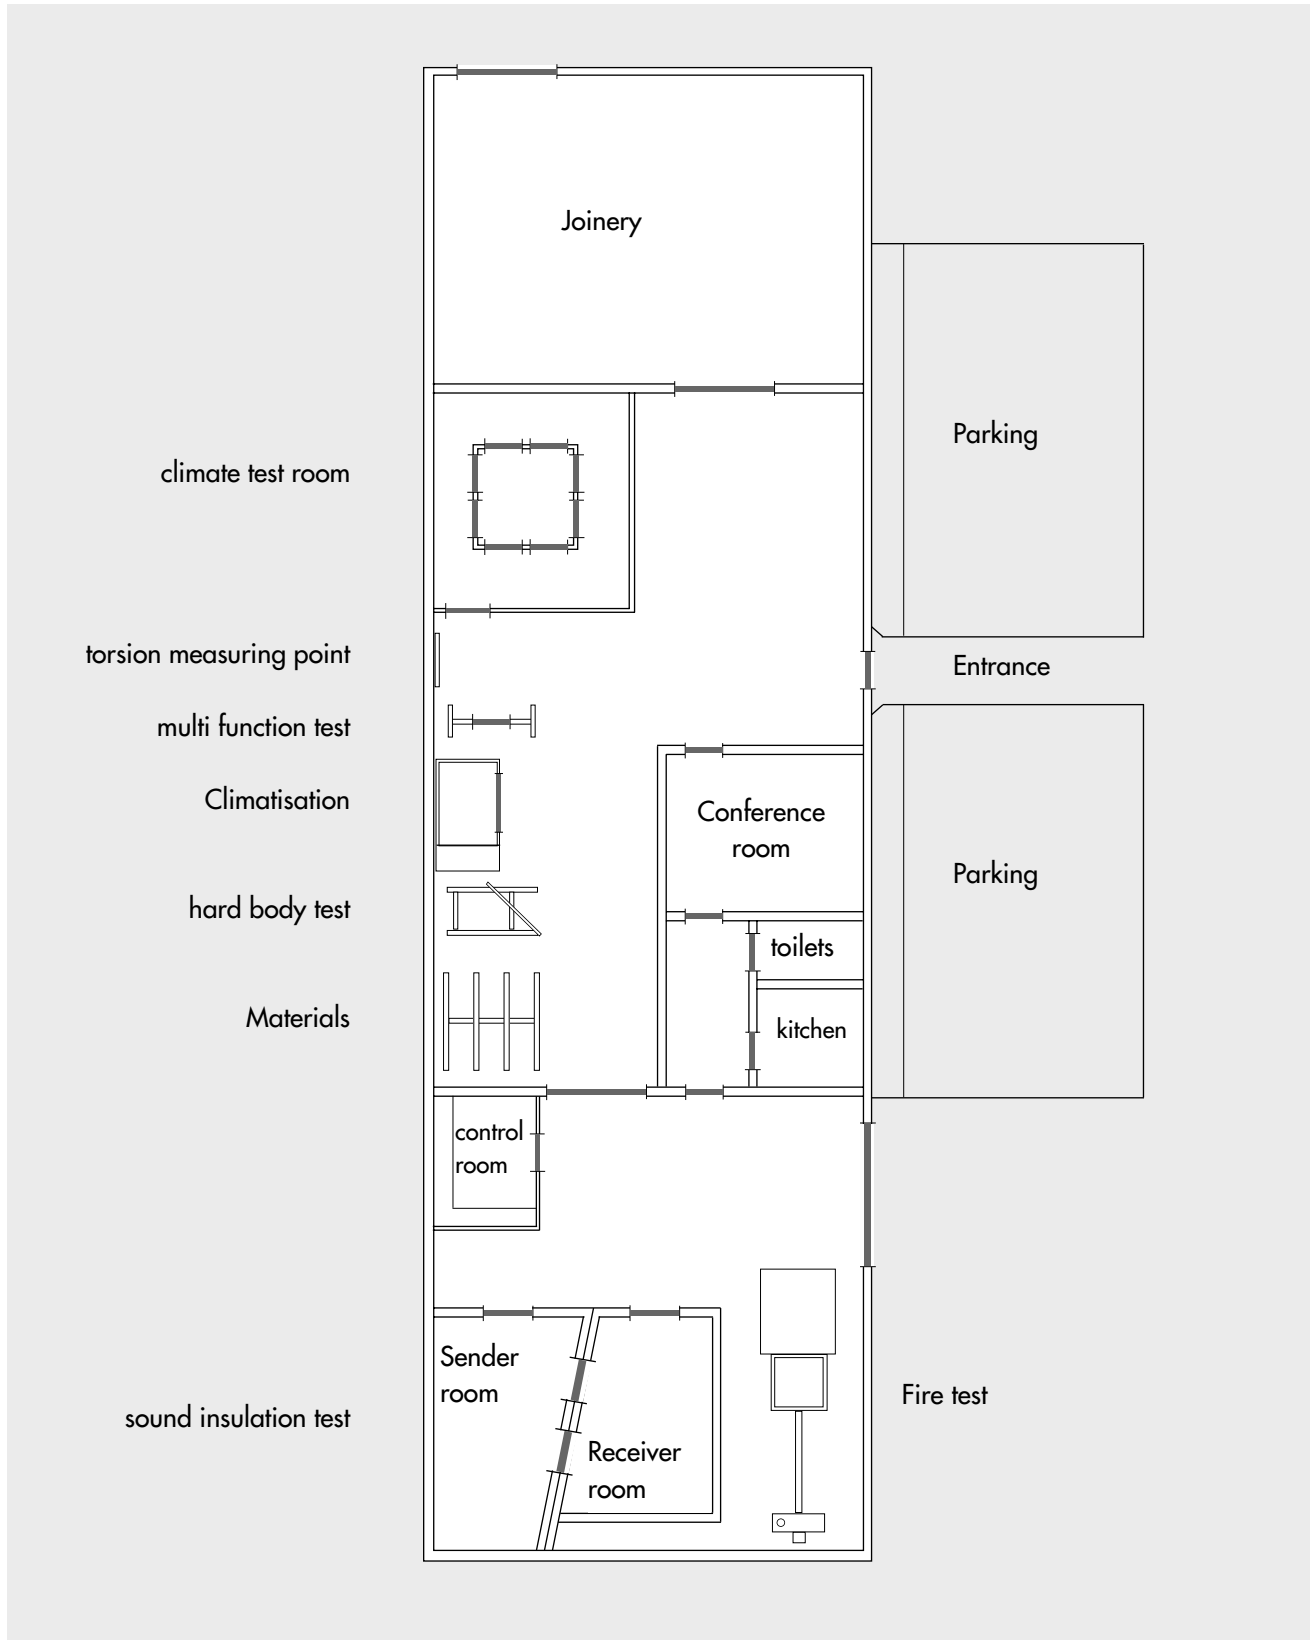 Joinery
Parking
climate test room
torsion measuring point
Entrance
multi function test
Climatisation
Conference
room
Parking
hard body test
toilets
Materials
kitchen
control
room
Sender
room
Fire test
sound insulation test
Receiver
room